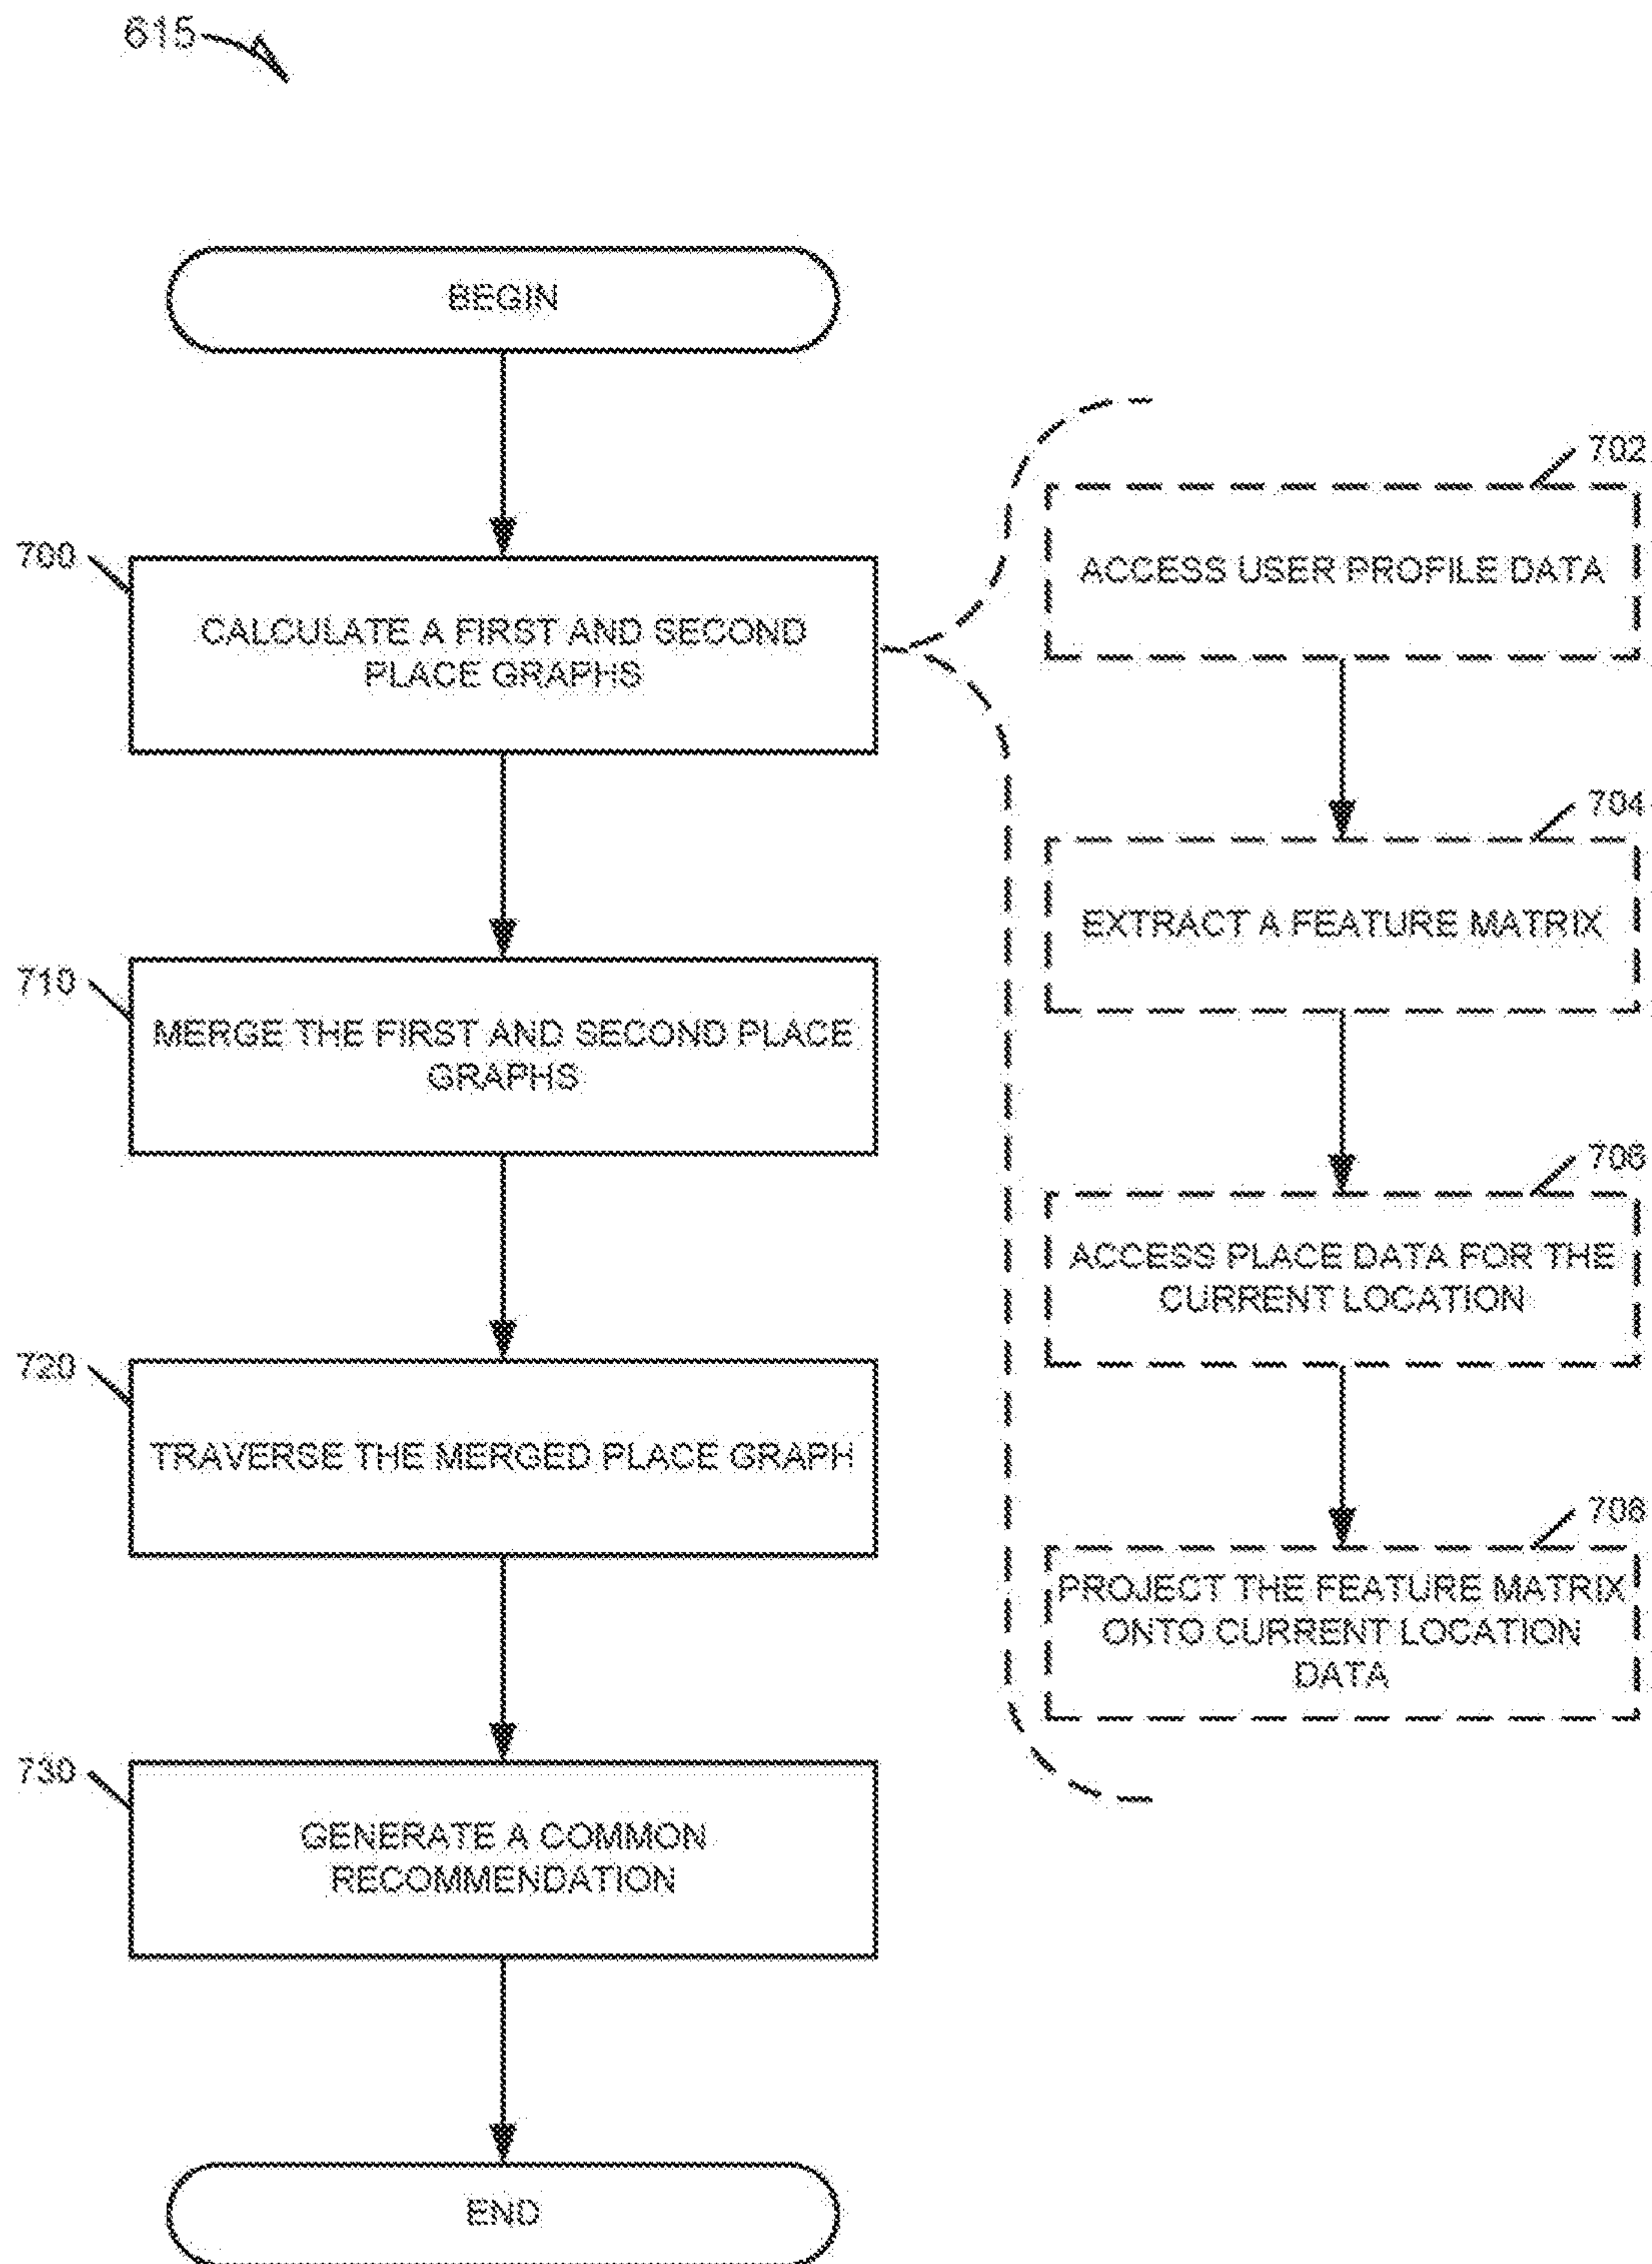 615
BEGIN
700
CALCULATE A FIRST AND SECOND
PLACE GRAPHS
710
MERGE THE FIRST AND SECOND PLACE
GRAPHS
720
TRAVERSE THE MERGED PLACE GRAPH
730
GENERATE A COMMON
RECOMMENDATION
END
702
ACCESS USER PROFILE DATA
704
EXTRACT A FEATURE MATRIX
706
ACCESS PLACE DATA FOR THE
CURRENT LOCATION
708
PROJECT THE FEATURE MATRIX
ONTO CURRENT LOCATION
DATA